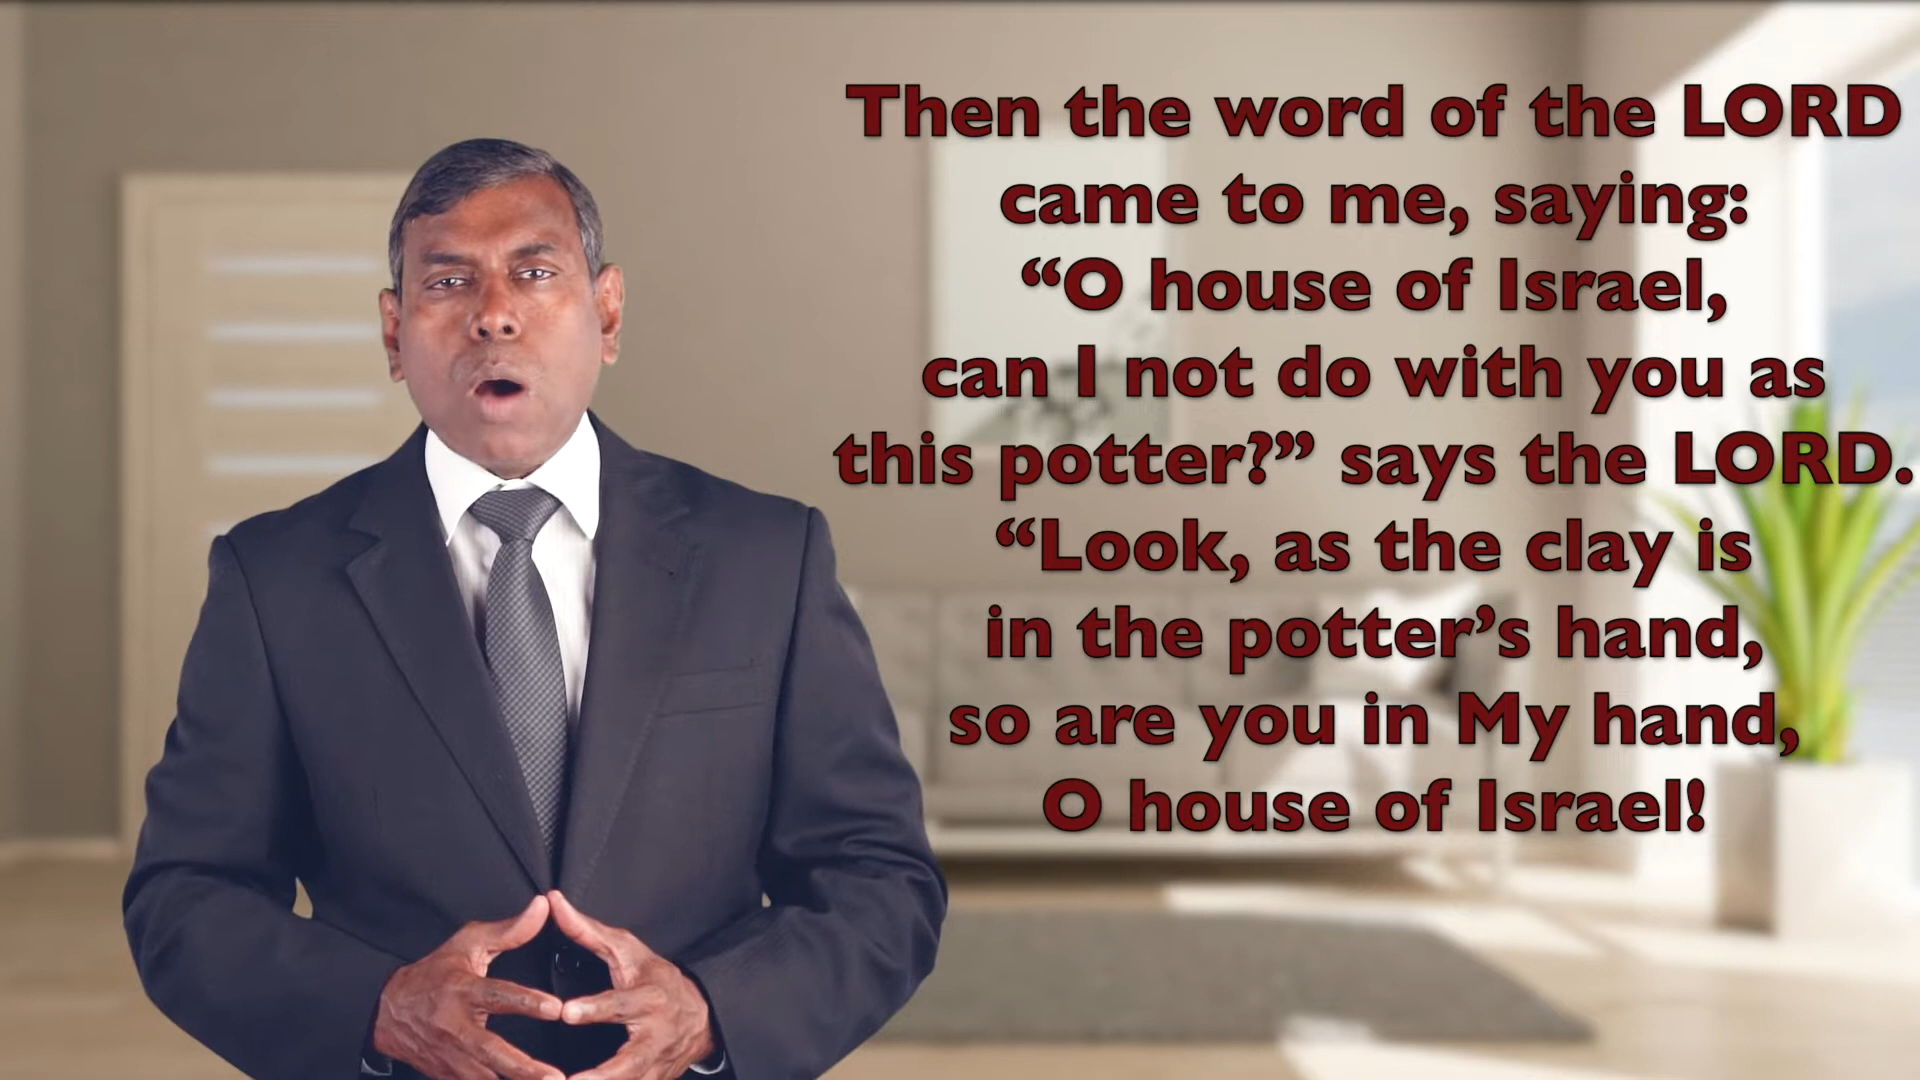 Then the word of the LORD
came to me, saying:
“O house of Israel,
can I not do with you as
this potter?” says the LORD.
“Look, as the clay is
in the potter’s hand,
so are you in My hand,
O house of Israel!